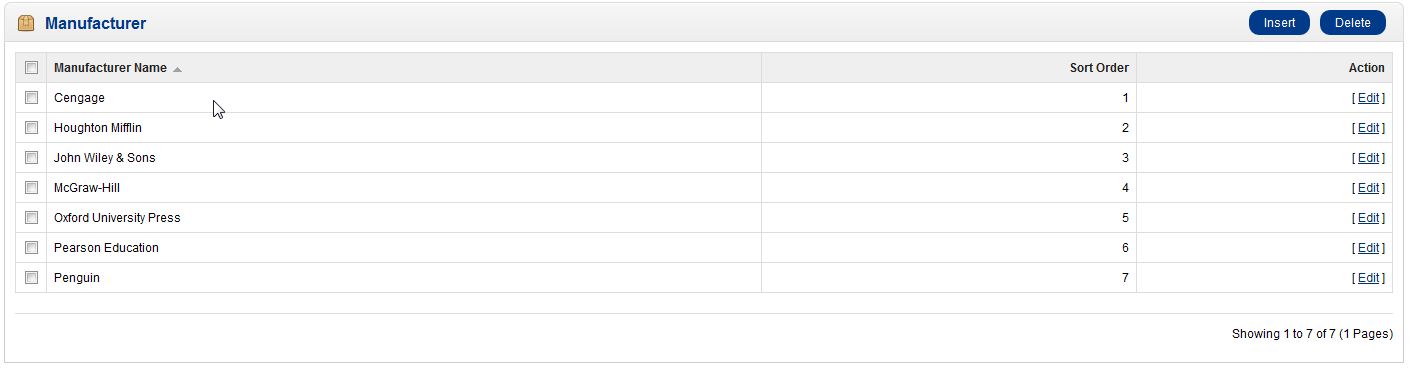 Manufacturer Insert Delete
Manufacturer Name Sort Order Action
Cengage 1 [ Edit ]
Houghton Mifflin 2 [ Edit ]
John Wiley & Sons 3 [ Edit ]
McGraw-Hill 4 [ Edit ]
Oxford University Press 5 [ Edit ]
Pearson Education 6 [ Edit ]
Penguin 7 [ Edit ]
Showing 1 to 7 of 7 (1 Pages)